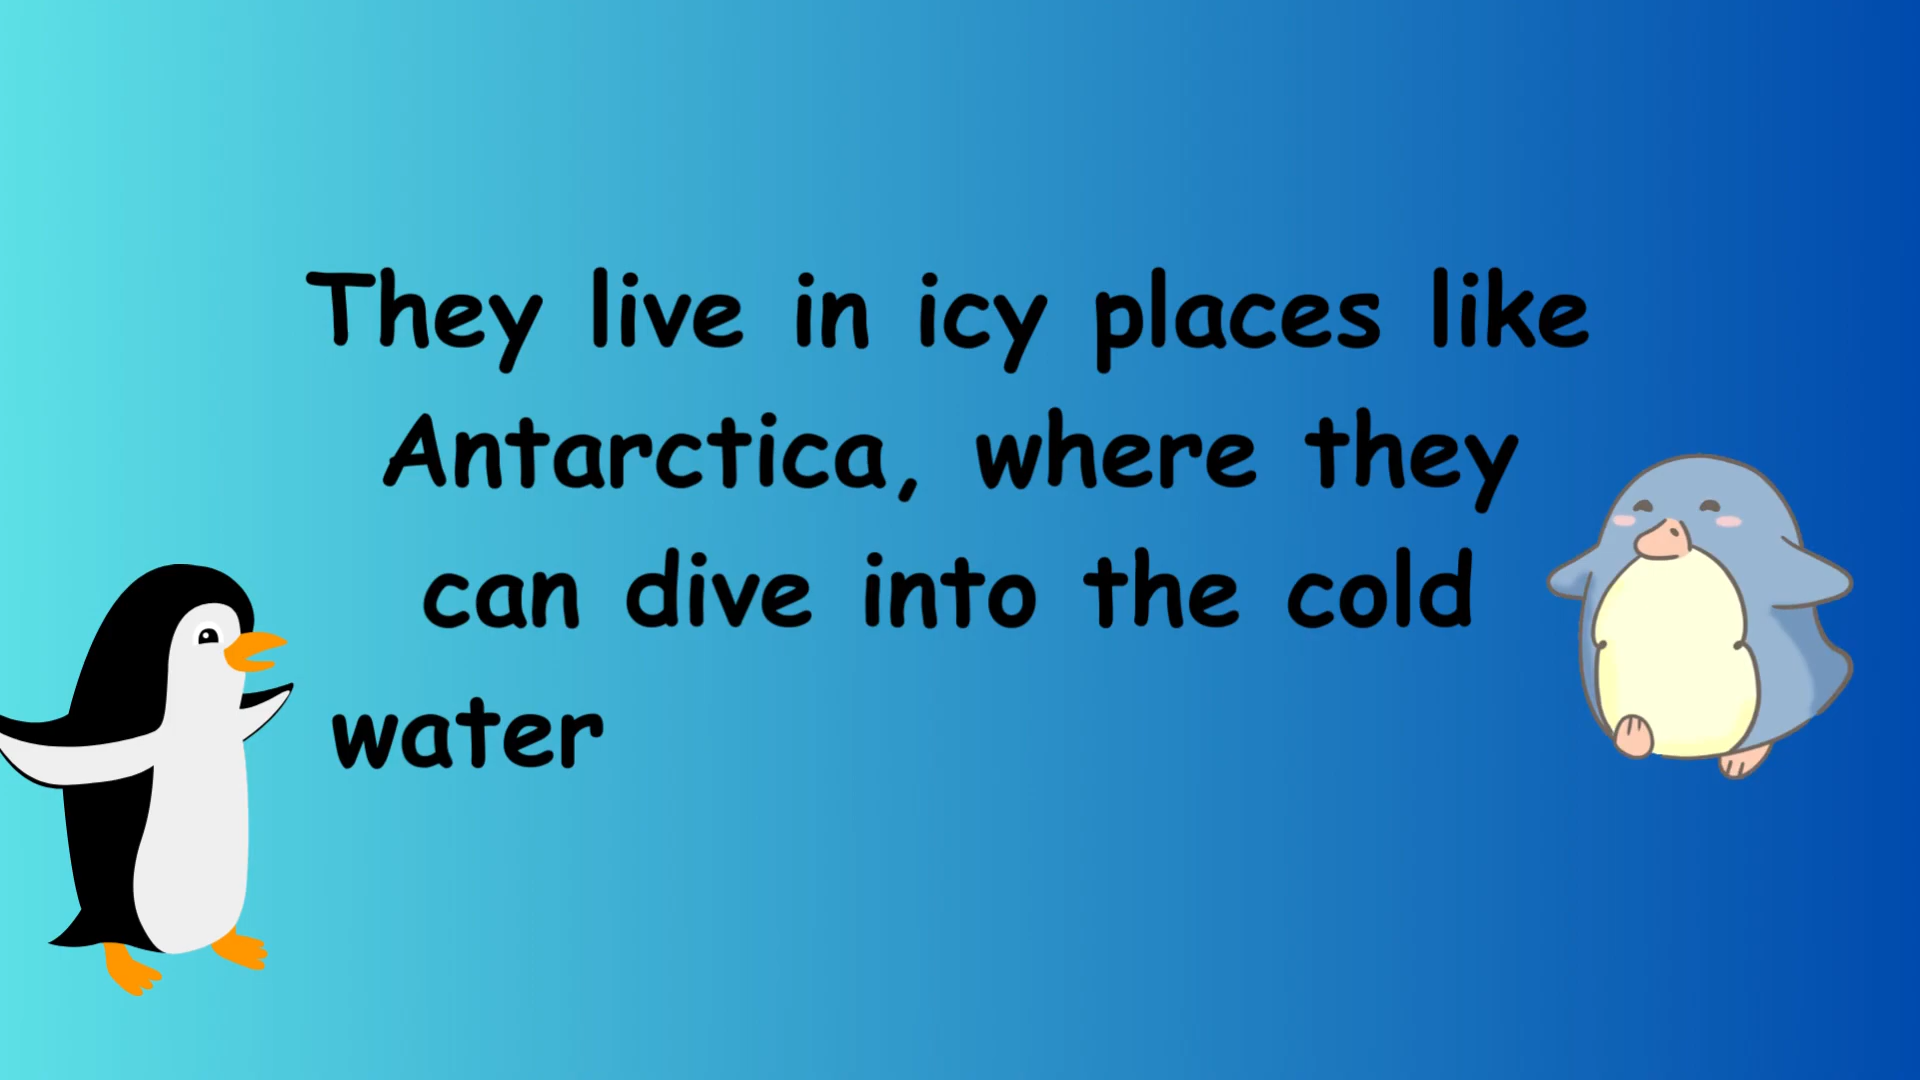 They live in icy places like
Antarctica, where they
can dive into the cold
water